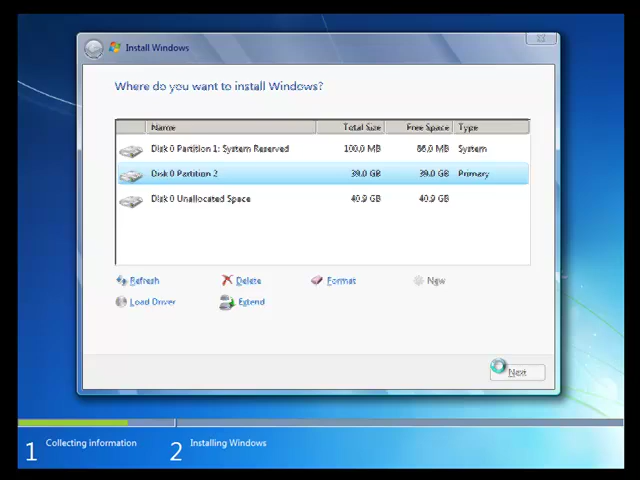 Install Windows
Where do you want to install Windows?
Name Total Size Free Space Type
Disk 0 Partition 1: System Reserved 100.0 MB 86.0 MB System
Disk 0 Partition 2 39.0 GB 39.0 GB Primary
Disk 0 Unallocated Space 40.9 GB 40.9 GB
Refresh Delete Format New
Load Driver Extend
Next
1 Collecting information 2 Installing Windows